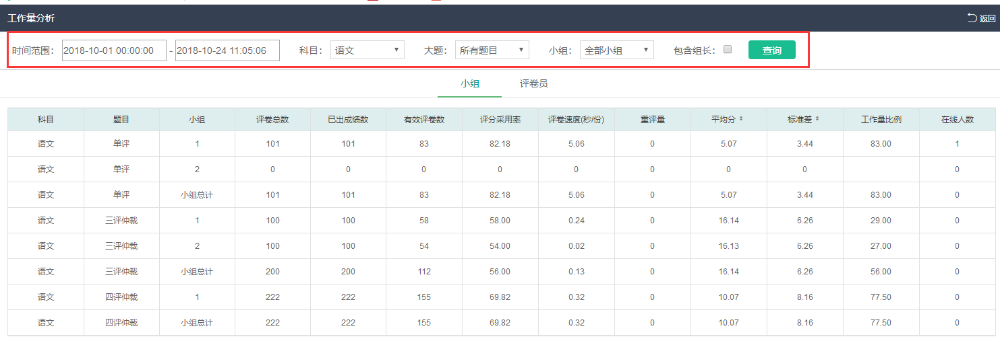 工作量分析 返回
时间范围： 2018-10-01 00:00:00 - 2018-10-24 11:05:06 科目： 语文 大题： 所有题目 小组： 全部小组 包含组长： 查询
小组 评卷员
科目 题目 小组 评卷总数 已出成绩数 有效评卷数 评分采用率 评卷速度(秒/份) 重评量 平均分 标准差 工作量比例 在线人数
语文 单评 1 101 101 83 82.18 5.06 0 5.07 3.44 83.00 1
语文 单评 2 0 0 0 0 0 0 0 0 0
语文 单评 小组总计 101 101 83 82.18 5.06 0 5.07 3.44 83.00 0
语文 三评仲裁 1 100 100 58 58.00 0.24 0 16.14 6.26 29.00 0
语文 三评仲裁 2 100 100 54 54.00 0.02 0 16.13 6.26 27.00 0
语文 三评仲裁 小组总计 200 200 112 56.00 0.13 0 16.14 6.26 56.00 0
语文 四评仲裁 1 222 222 155 69.82 0.32 0 10.07 8.16 77.50 0
语文 四评仲裁 小组总计 222 222 155 69.82 0.32 0 10.07 8.16 77.50 0